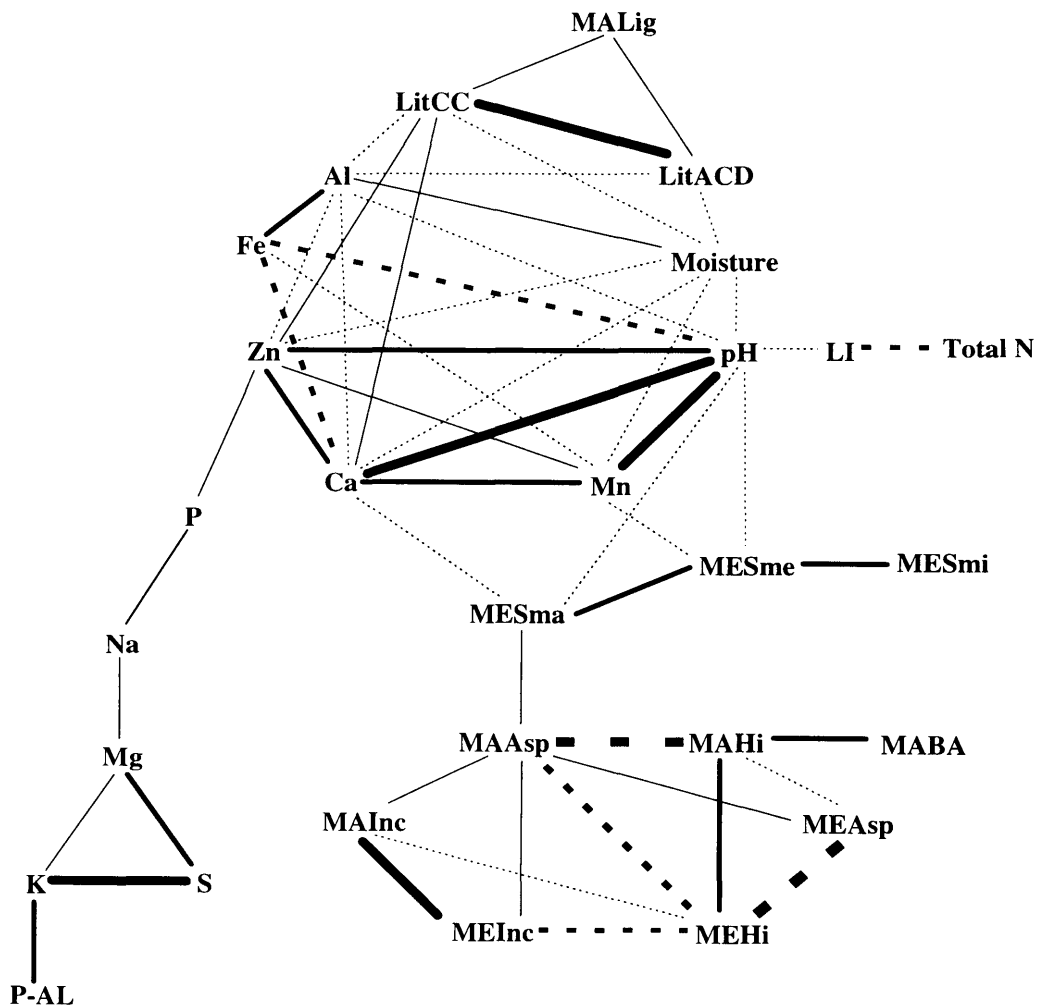 MALig
LitCC
LitACD
Al
Fe
Moisture
Zn
pH
LI
Total N
Ca
Mn
P
MESme
MESmi
MESma
Na
MAAsp
MAHi
MABA
Mg
MAInc
MEAsp
K
S
MEInc
MEHi
P-AL